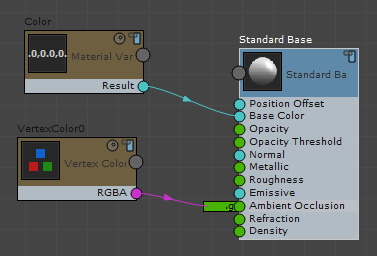 Color
.0,0.0,0.
Material Var
Result
VertexColor0
Vertex Color
RGBA
Standard Base
Standard Ba
Position Offset
Base Color
Opacity
Opacity Threshold
Normal
Metallic
Roughness
Emissive
.g
Ambient Occlusion
Refraction
Density